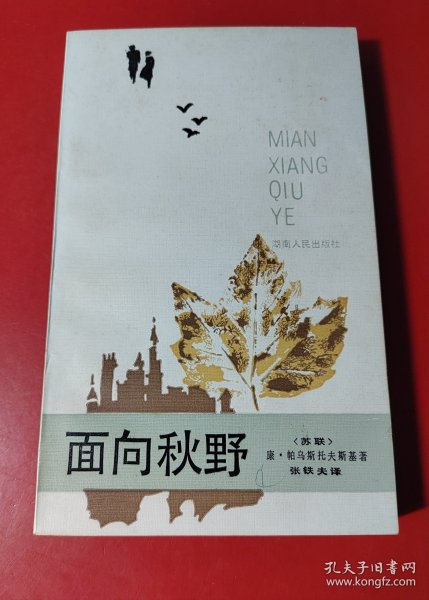 MIAN
XIANG
QIU
YE
湖南人民出版社
面向秋野
〈苏联〉
康·帕乌斯托夫斯基著
张铁夫译
孔夫子旧书网
www.kongfz.com